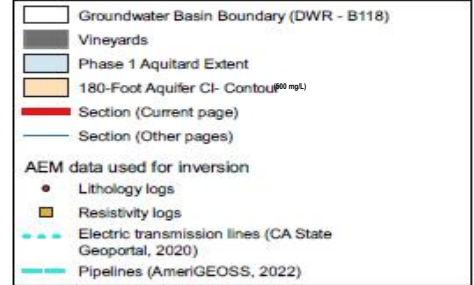 Groundwater Basin Boundary (DWR - B118)
Vineyards
Phase 1 Aquitard Extent
180-Foot Aquifer Cl- Contour(500 mg/L)
Section (Current page)
Section (Other pages)
AEM data used for inversion
Lithology logs
Resistivity logs
Electric transmission lines (CA State
Geoportal, 2020)
Pipelines (AmeriGEOSS, 2022)